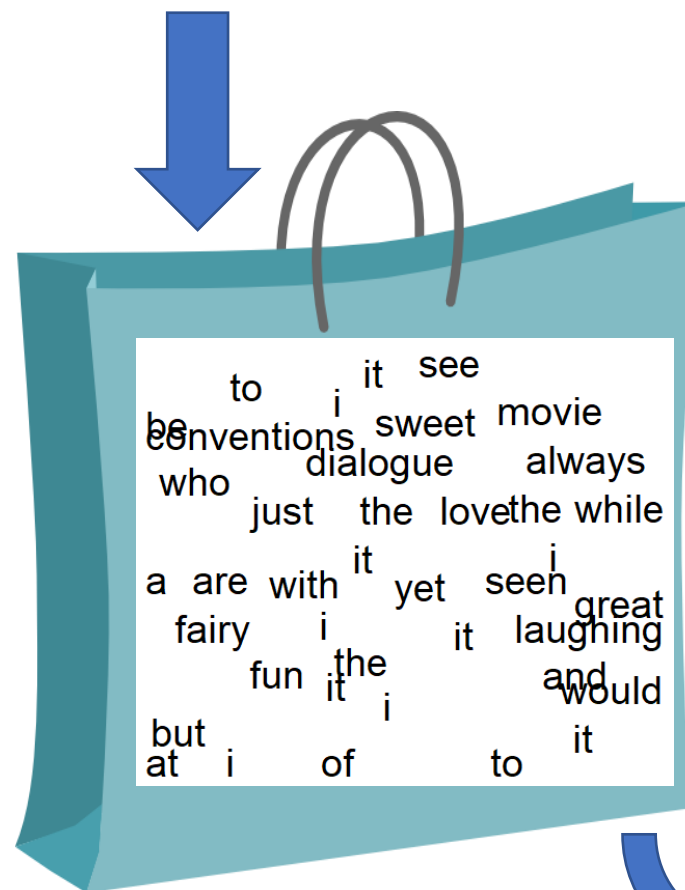 to it see
be i sweet movie
conventions
who dialogue always
just the love the while
it i
a are with yet seen
great
fairy i it laughing
fun the and
it i would
but it
at i of to